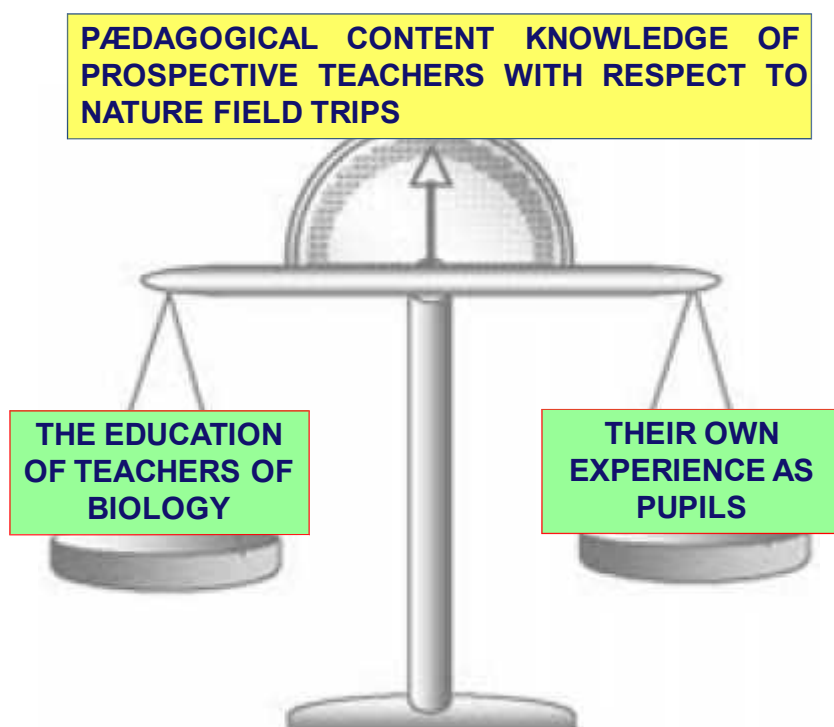 PÆDAGOGICAL CONTENT KNOWLEDGE OF
PROSPECTIVE TEACHERS WITH RESPECT TO
NATURE FIELD TRIPS
THE EDUCATION
OF TEACHERS OF
BIOLOGY
THEIR OWN
EXPERIENCE AS
PUPILS